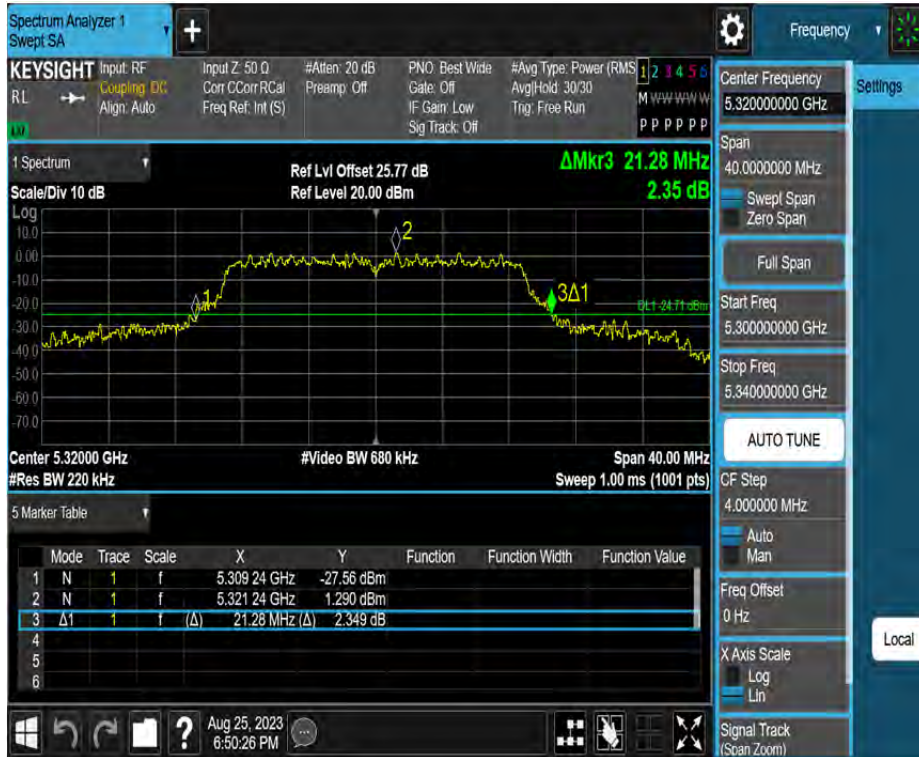 Spectrum Analyzer 1
Swept SA
+
Frequency
KEYSIGHT
RL
Input: RF
Coupling: DC
Align: Auto
Input Z: 50 Ω
Corr CCorr RCal
Freq Ref: Int (S)
#Atten: 20 dB
Preamp: Off
PNO: Best Wide
Gate: Off
IF Gain: Low
Sig Track: Off
#Avg Type: Power (RMS
Avg|Hold: 30/30
Trig: Free Run
1 2 3 4 5 6
M W W W W W
P P P P P P
1 Spectrum
Scale/Div 10 dB
Ref Lvl Offset 25.77 dB
Ref Level 20.00 dBm
ΔMkr3 21.28 MHz
2.35 dB
Log
10.0
0.00
-10.0
-20.0
-30.0
-40.0
-50.0
-60.0
-70.0
1
2
3Δ1
DL1 -24.71 dBm
Center 5.32000 GHz
#Res BW 220 kHz
#Video BW 680 kHz
Span 40.00 MHz
Sweep 1.00 ms (1001 pts)
5 Marker Table
Mode Trace Scale X Y Function Function Width Function Value
1 N 1 f 5.309 24 GHz -27.56 dBm
2 N 1 f 5.321 24 GHz 1.290 dBm
3 Δ1 1 f (Δ) 21.28 MHz (Δ) 2.349 dB
4
5
6
?
Aug 25, 2023
6:50:26 PM
Center Frequency
5.320000000 GHz
Span
40.0000000 MHz
Swept Span
Zero Span
Full Span
Start Freq
5.300000000 GHz
Stop Freq
5.340000000 GHz
AUTO TUNE
CF Step
4.000000 MHz
Auto
Man
Freq Offset
0 Hz
X Axis Scale
Log
Lin
Signal Track
(Span Zoom)
Settings
Local